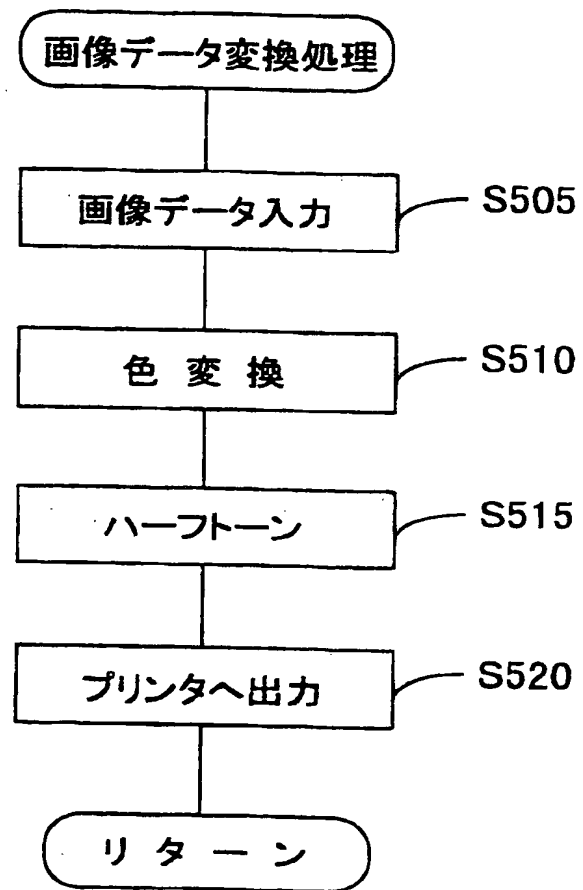 画像データ変換処理
画像データ入力 S505
色変換 S510
ハーフトーン S515
プリンタへ出力 S520
リターン